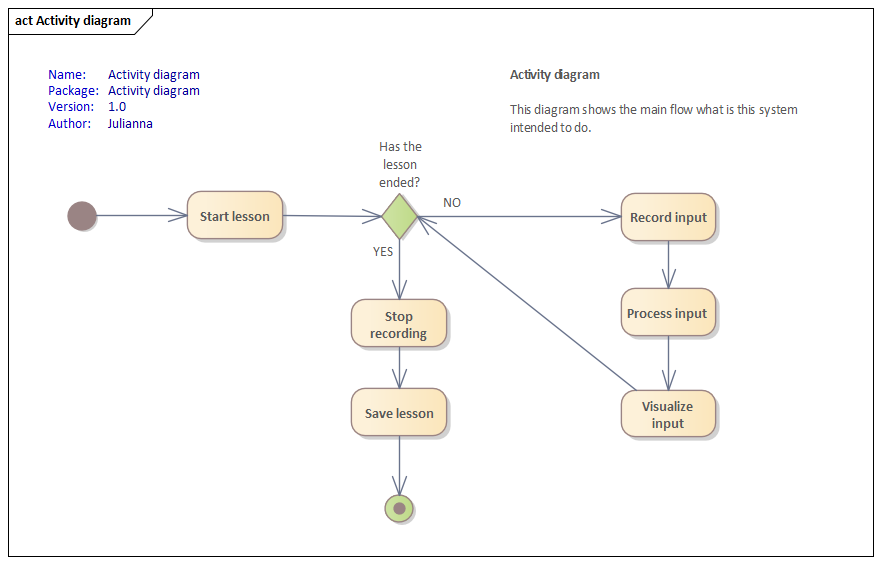 act Activity diagram
Name: Activity diagram
Package: Activity diagram
Version: 1.0
Author: Julianna
Activity diagram
This diagram shows the main flow what is this system
intended to do.
Has the
lesson
ended?
Start lesson
NO
Record input
YES
Stop
recording
Process input
Save lesson
Visualize
input